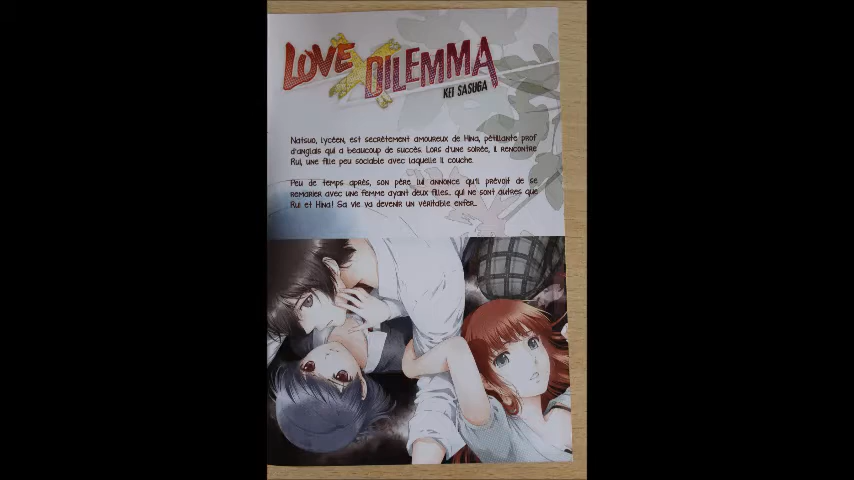 LOVE DILEMMA
KEI SASUGA
Natsuo, lycéen, est secrètement amoureux de Hina, pétillante prof
d'anglais qui a beaucoup de succès. Lors d'une soirée, il rencontre
Rui, une fille peu sociable avec laquelle il couche.
Peu de temps après, son père lui annonce qu'il prévoit de se
remarier avec une femme ayant deux filles... qui ne sont autres que
Rui et Hina! Sa vie va devenir un véritable enfer...